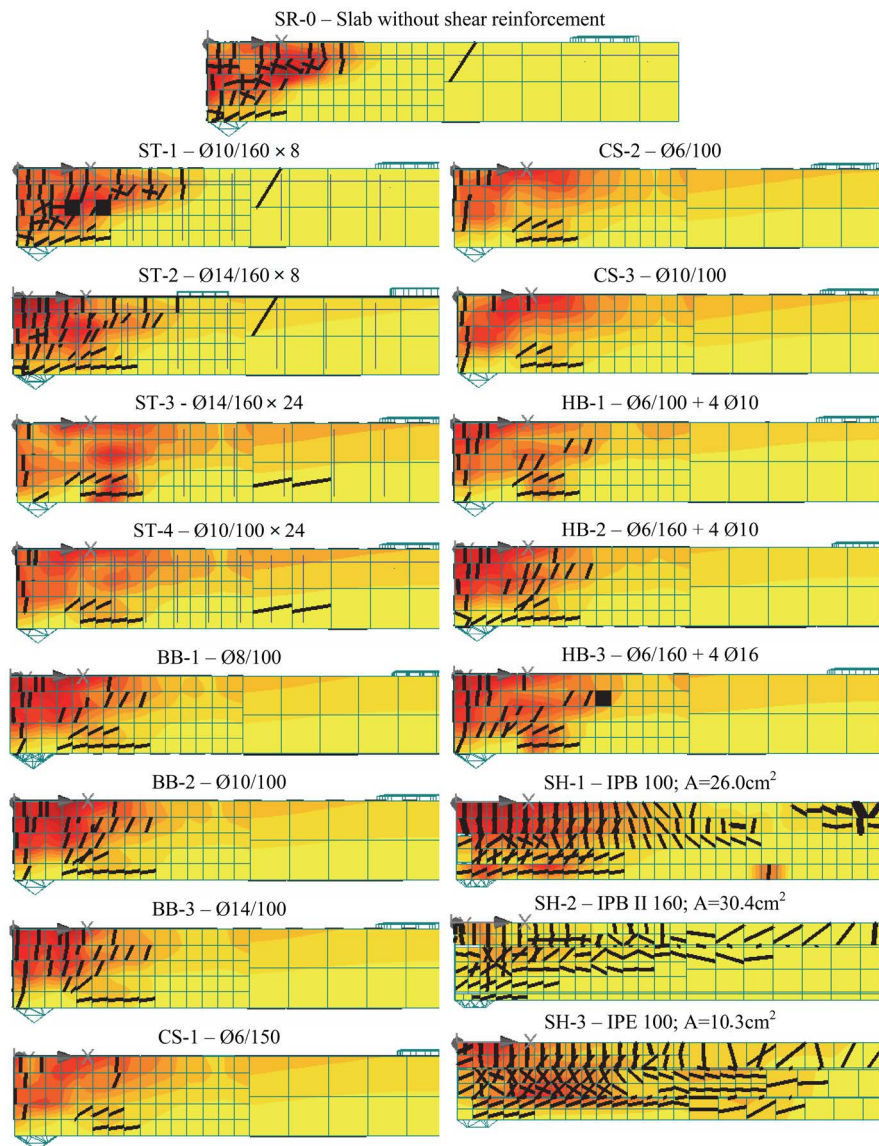 SR-0 – Slab without shear reinforcement
ST-1 – Ø10/160 × 8
ST-2 – Ø14/160 × 8
ST-3 - Ø14/160 × 24
ST-4 – Ø10/100 × 24
BB-1 – Ø8/100
BB-2 – Ø10/100
BB-3 – Ø14/100
CS-1 – Ø6/150
CS-2 – Ø6/100
CS-3 – Ø10/100
HB-1 – Ø6/100 + 4 Ø10
HB-2 – Ø6/160 + 4 Ø10
HB-3 – Ø6/160 + 4 Ø16
SH-1 – IPB 100; A=26.0cm²
SH-2 – IPB II 160; A=30.4cm²
SH-3 – IPE 100; A=10.3cm²